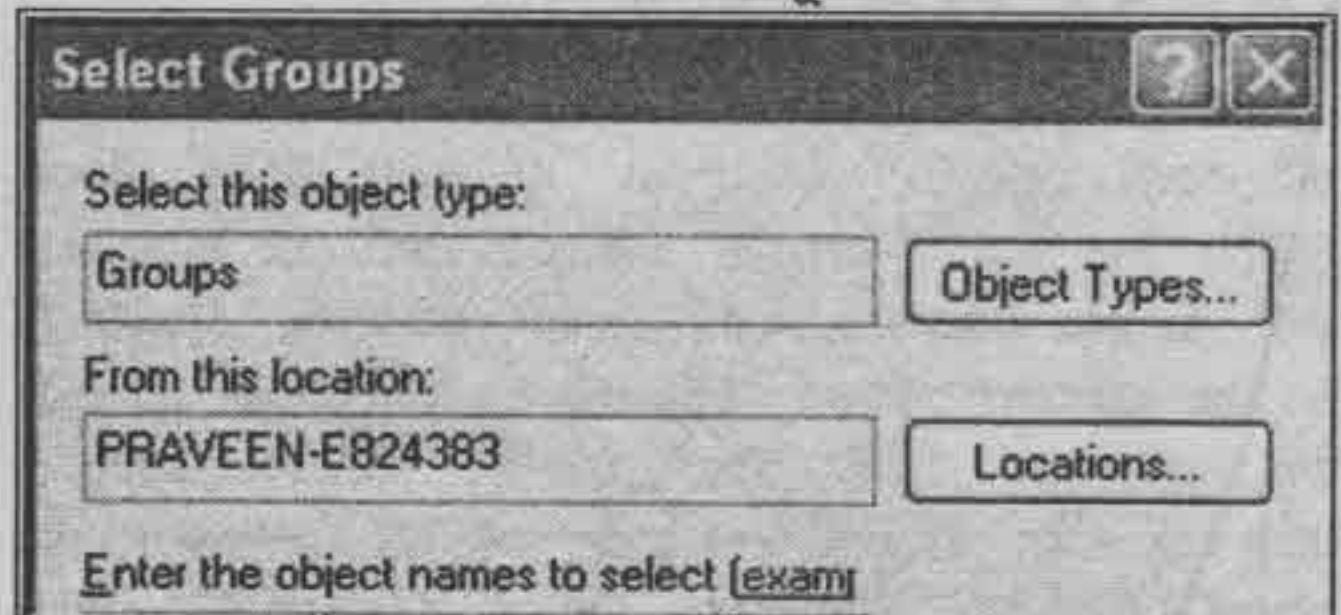 Select Groups
Select this object type:
Groups
Object Types...
From this location:
PRAVEEN-E824383
Locations...
Enter the object names to select